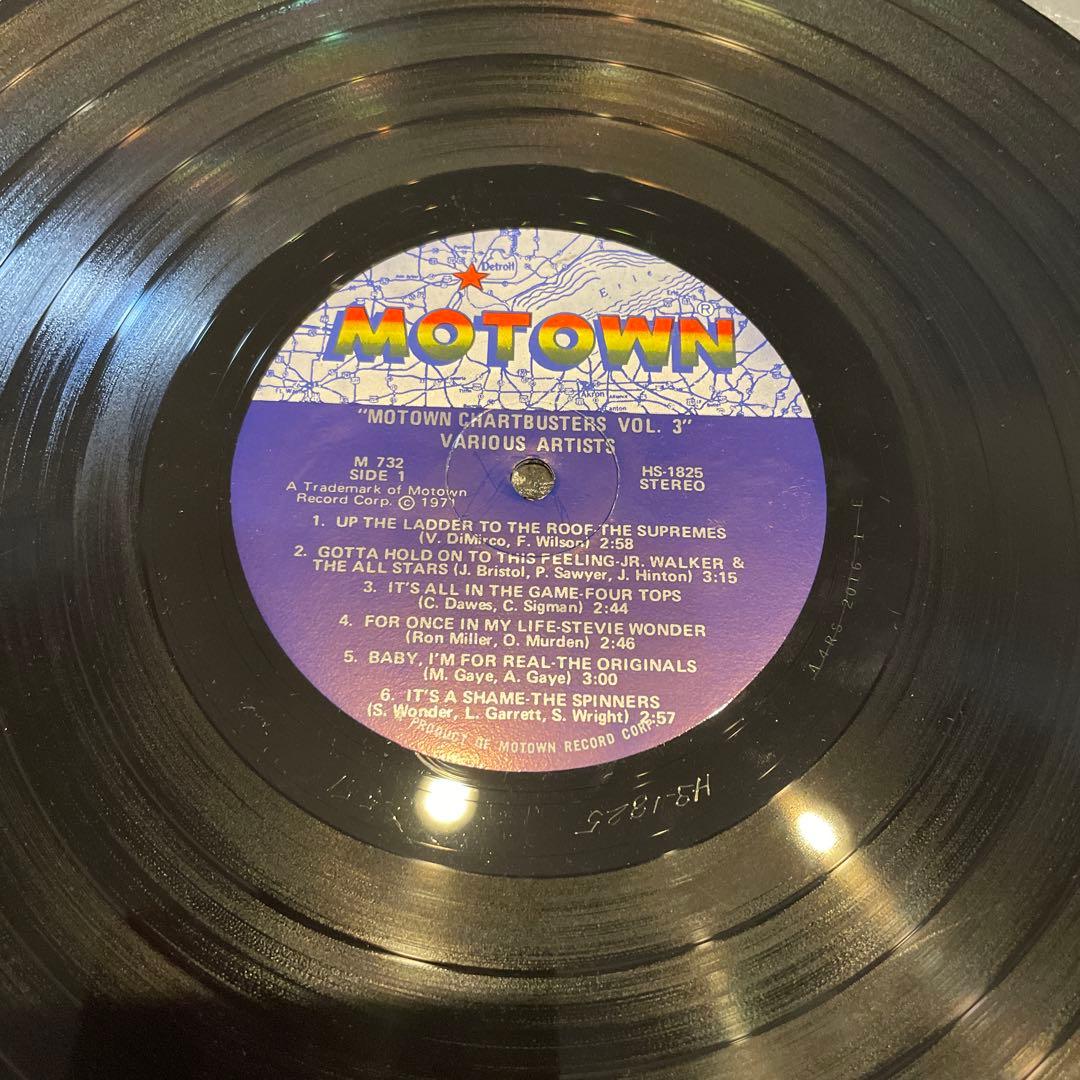 Detroit
Erie
MOTOWN®
Akron
Alliance
Canton
"MOTOWN CHARTBUSTERS VOL. 3"
VARIOUS ARTISTS
M 732
SIDE 1
HS-1825
STEREO
A Trademark of Motown
Record Corp. © 1971
1. UP THE LADDER TO THE ROOF-THE SUPREMES
(V. DiMirco, F. Wilson) 2:58
2. GOTTA HOLD ON TO THIS FEELING-JR. WALKER &
THE ALL STARS (J. Bristol, P. Sawyer, J. Hinton) 3:15
3. IT'S ALL IN THE GAME-FOUR TOPS
(C. Dawes, C. Sigman) 2:44
4. FOR ONCE IN MY LIFE-STEVIE WONDER
(Ron Miller, O. Murden) 2:46
5. BABY, I'M FOR REAL-THE ORIGINALS
(M. Gaye, A. Gaye) 3:00
6. IT'S A SHAME-THE SPINNERS
(S. Wonder, L. Garrett, S. Wright) 2:57
PRODUCT OF MOTOWN RECORD CORP.
HS-1825